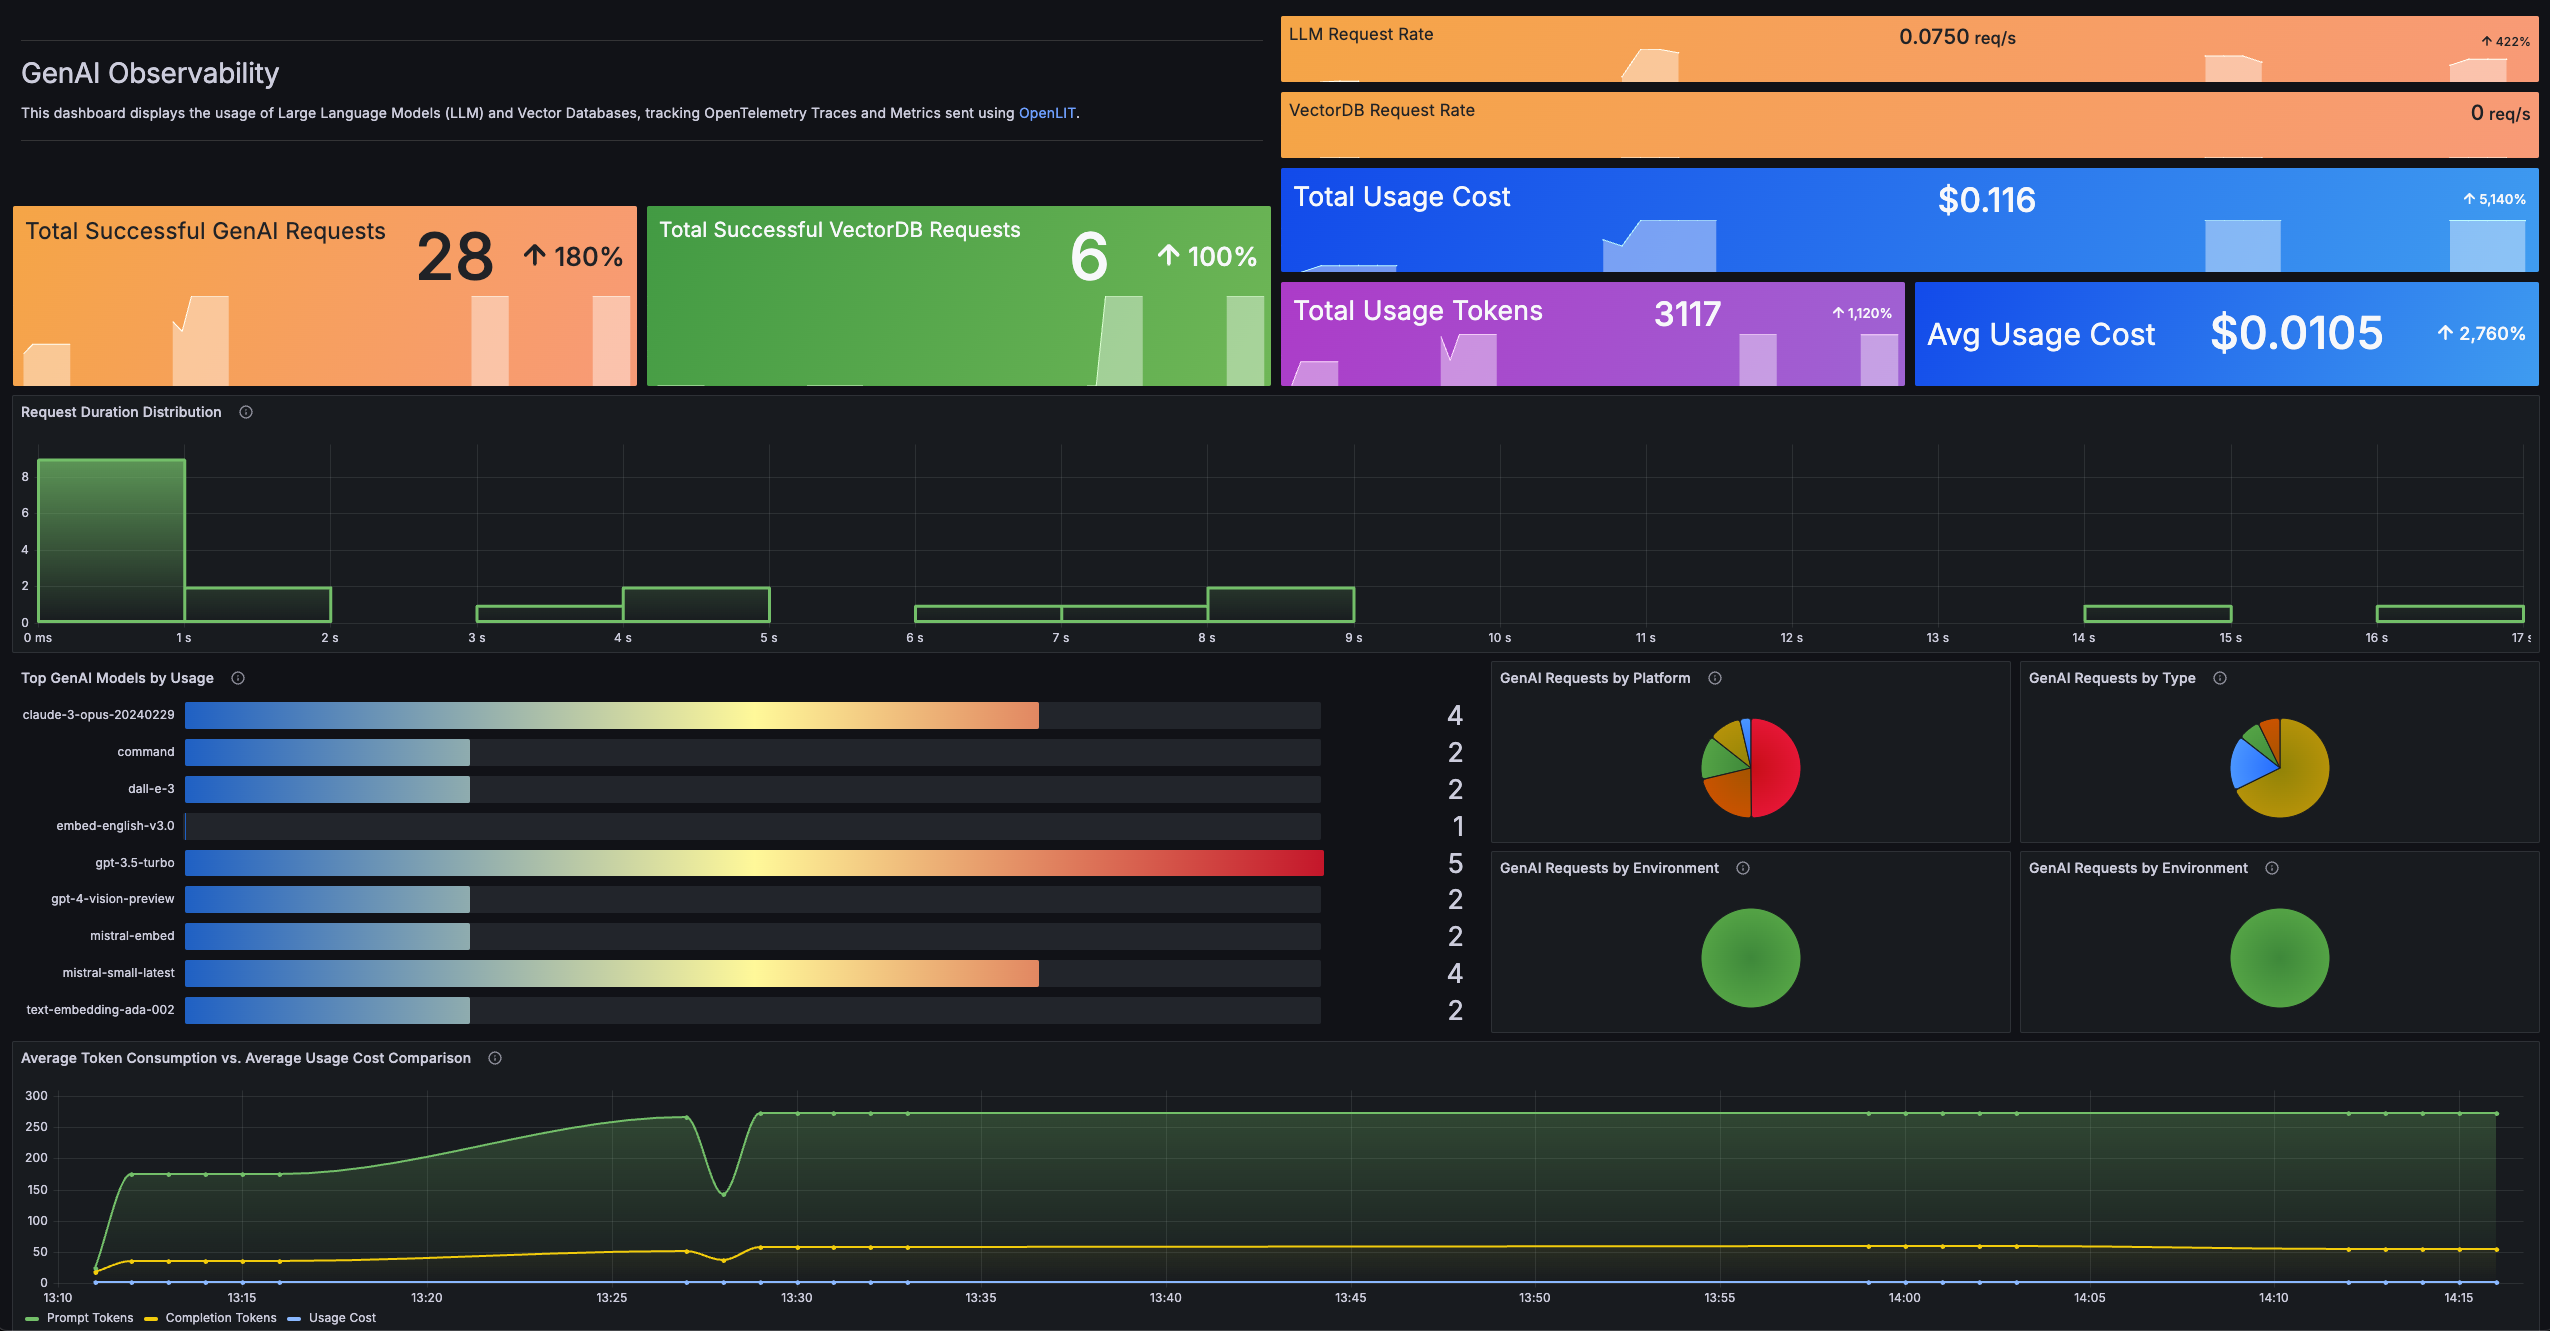 GenAI Observability
This dashboard displays the usage of Large Language Models (LLM) and Vector Databases, tracking OpenTelemetry Traces and Metrics sent using OpenLIT.
LLM Request Rate 0.0750 req/s 422%
VectorDB Request Rate 0 req/s
Total Usage Cost $0.116 5,140%
Total Successful GenAI Requests 28 180%
Total Successful VectorDB Requests 6 100%
Total Usage Tokens 3117 1,120%
Avg Usage Cost $0.0105 2,760%
Request Duration Distribution
8
6
4
2
0
0 ms 1 s 2 s 3 s 4 s 5 s 6 s 7 s 8 s 9 s 10 s 11 s 12 s 13 s 14 s 15 s 16 s 17 s
Top GenAI Models by Usage
claude-3-opus-20240229 4
command 2
dall-e-3 2
embed-english-v3.0 1
gpt-3.5-turbo 5
gpt-4-vision-preview 2
mistral-embed 2
mistral-small-latest 4
text-embedding-ada-002 2
GenAI Requests by Platform
GenAI Requests by Type
GenAI Requests by Environment
GenAI Requests by Environment
Average Token Consumption vs. Average Usage Cost Comparison
300
250
200
150
100
50
0
13:10 13:15 13:20 13:25 13:30 13:35 13:40 13:45 13:50 13:55 14:00 14:05 14:10 14:15
Prompt Tokens Completion Tokens Usage Cost